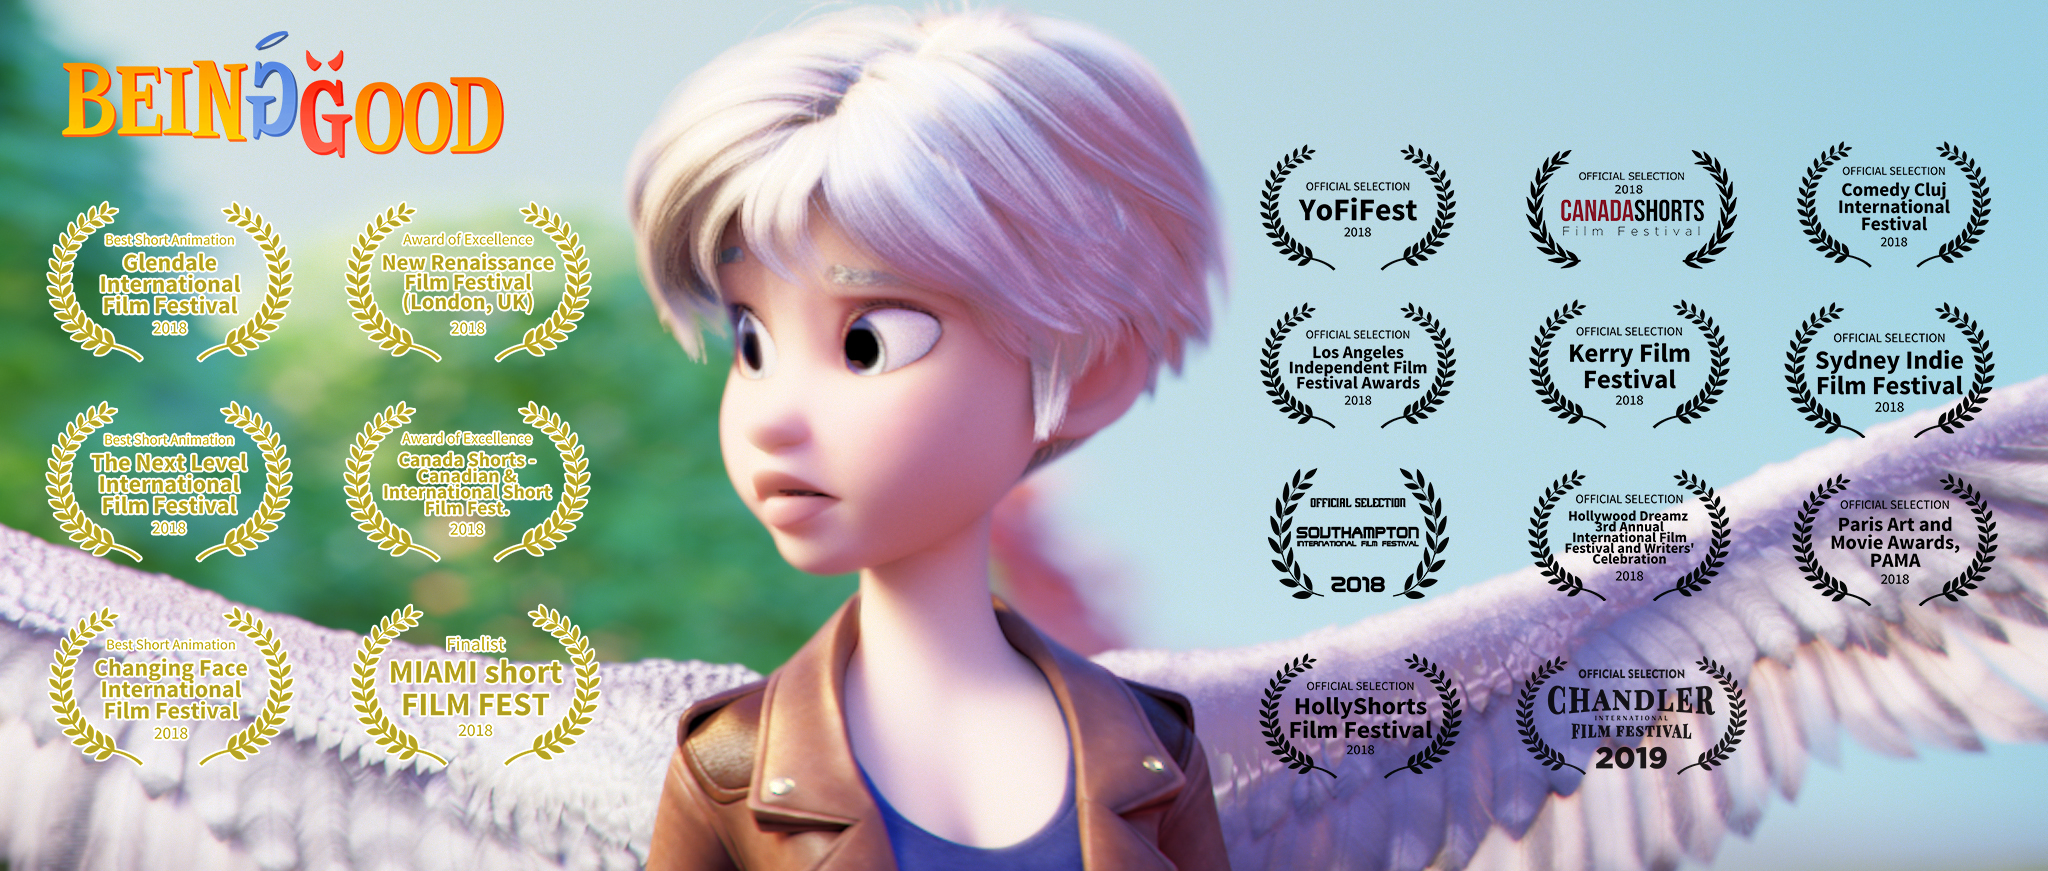 BEING GOOD
Best Short Animation
Glendale
International
Film Festival
2018
Award of Excellence
New Renaissance
Film Festival
(London, UK)
2018
Best Short Animation
The Next Level
International
Film Festival
2018
Award of Excellence
Canada Shorts -
Canadian &
International Short
Film Fest.
2018
Best Short Animation
Changing Face
International
Film Festival
2018
Finalist
MIAMI short
FILM FEST
2018
OFFICIAL SELECTION
YoFiFest
2018
OFFICIAL SELECTION
2018
CANADASHORTS
Film Festival
OFFICIAL SELECTION
Comedy Cluj
International
Festival
2018
OFFICIAL SELECTION
Los Angeles
Independent Film
Festival Awards
2018
OFFICIAL SELECTION
Kerry Film
Festival
2018
OFFICIAL SELECTION
Sydney Indie
Film Festival
2018
OFFICIAL SELECTION
SOUTHAMPTON
INTERNATIONAL FILM FESTIVAL
2018
OFFICIAL SELECTION
Hollywood Dreamz
3rd Annual
International Film
Festival and Writers'
Celebration
2018
OFFICIAL SELECTION
Paris Art and
Movie Awards,
PAMA
2018
OFFICIAL SELECTION
HollyShorts
Film Festival
2018
OFFICIAL SELECTION
CHANDLER
INTERNATIONAL
FILM FESTIVAL
2019